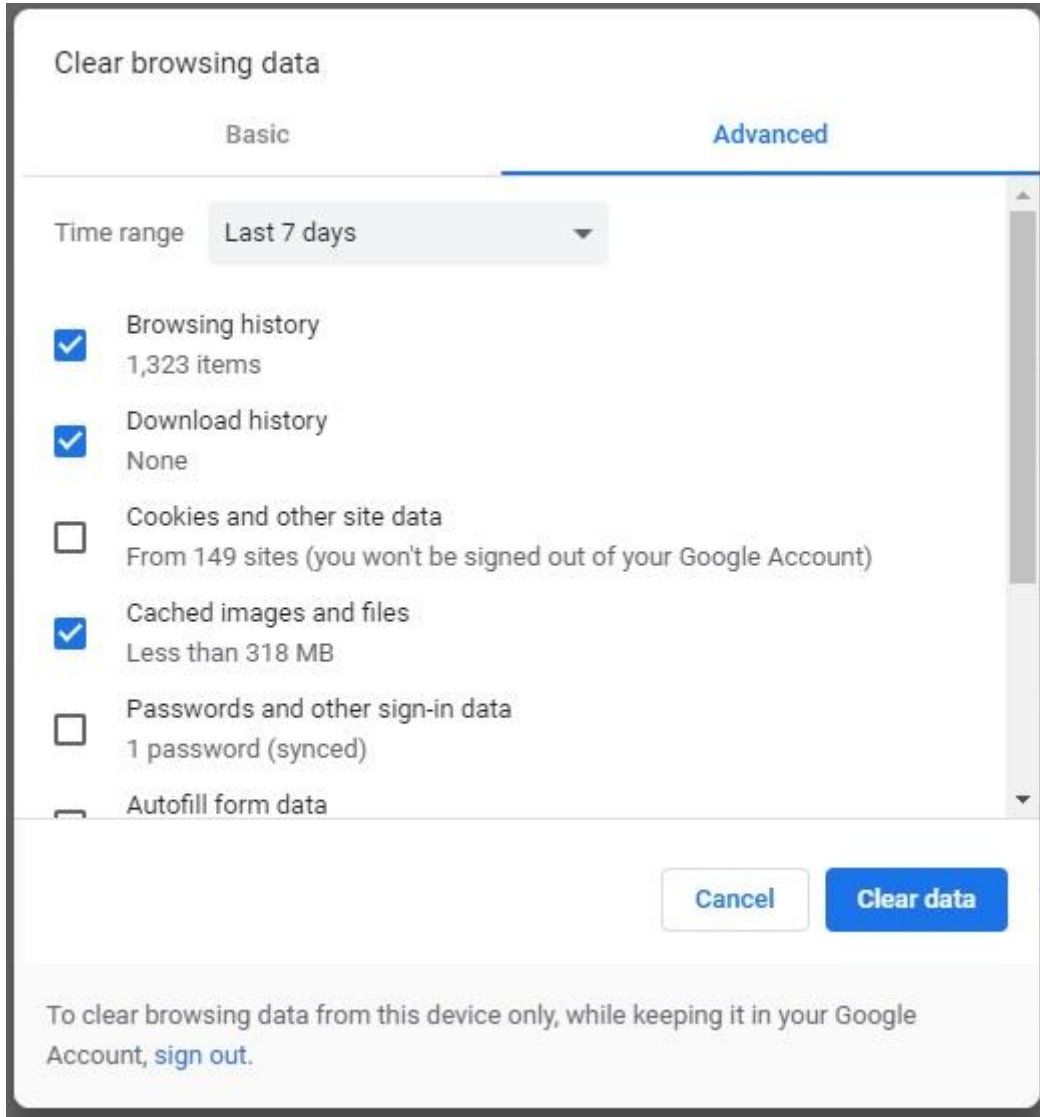 Clear browsing data
Basic
Advanced
Time range
Last 7 days
Browsing history
1,323 items
Download history
None
Cookies and other site data
From 149 sites (you won't be signed out of your Google Account)
Cached images and files
Less than 318 MB
Passwords and other sign-in data
1 password (synced)
Autofill form data
Cancel
Clear data
To clear browsing data from this device only, while keeping it in your Google
Account, sign out.